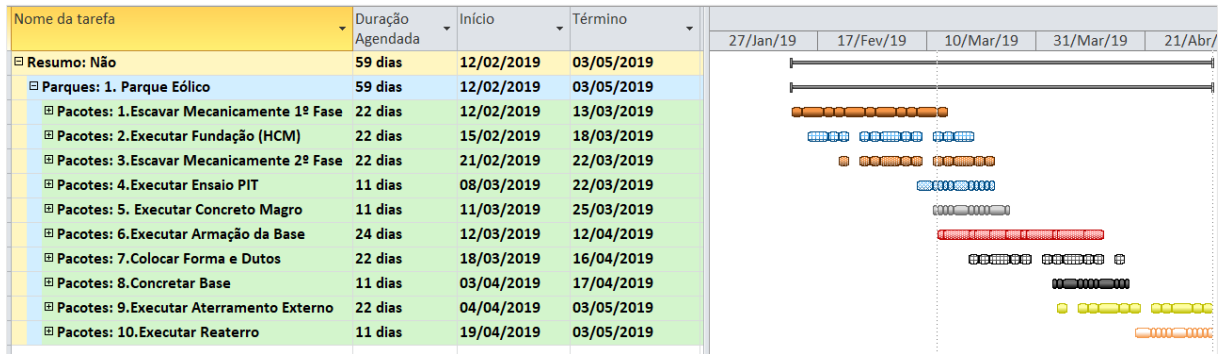 Nome da tarefa Duração Agendada Início Término
27/Jan/19 17/Fev/19 10/Mar/19 31/Mar/19 21/Abr/
Resumo: Não 59 dias 12/02/2019 03/05/2019
Parques: 1. Parque Eólico 59 dias 12/02/2019 03/05/2019
Pacotes: 1.Escavar Mecanicamente 1º Fase 22 dias 12/02/2019 13/03/2019
Pacotes: 2.Executar Fundação (HCM) 22 dias 15/02/2019 18/03/2019
Pacotes: 3.Escavar Mecanicamente 2º Fase 22 dias 21/02/2019 22/03/2019
Pacotes: 4.Executar Ensaio PIT 11 dias 08/03/2019 22/03/2019
Pacotes: 5. Executar Concreto Magro 11 dias 11/03/2019 25/03/2019
Pacotes: 6.Executar Armação da Base 24 dias 12/03/2019 12/04/2019
Pacotes: 7.Colocar Forma e Dutos 22 dias 18/03/2019 16/04/2019
Pacotes: 8.Concretar Base 11 dias 03/04/2019 17/04/2019
Pacotes: 9.Executar Aterramento Externo 22 dias 04/04/2019 03/05/2019
Pacotes: 10.Executar Reaterro 11 dias 19/04/2019 03/05/2019